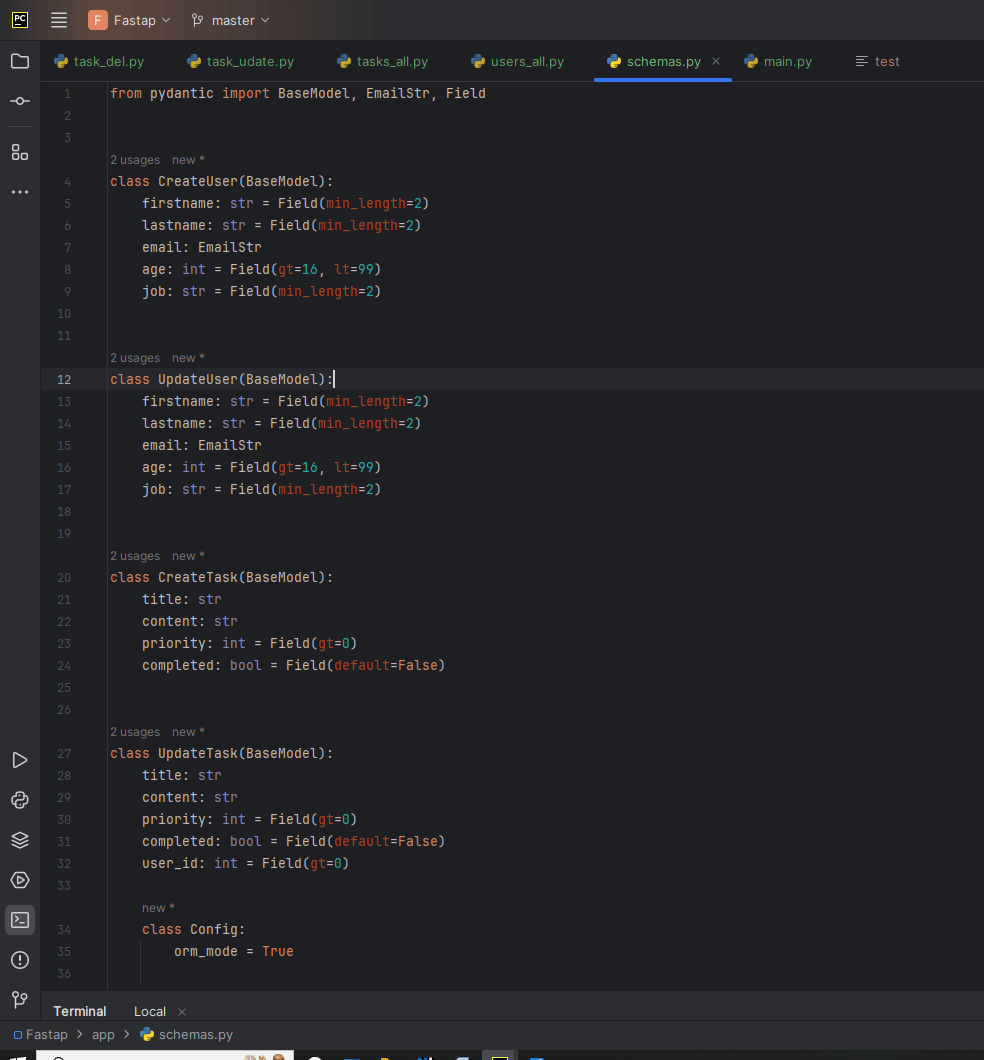 PC F Fastap master
task_del.py task_udate.py tasks_all.py users_all.py schemas.py main.py test
1 from pydantic import BaseModel, EmailStr, Field
2
3
2 usages new *
4 class CreateUser(BaseModel):
5 firstname: str = Field(min_length=2)
6 lastname: str = Field(min_length=2)
7 email: EmailStr
8 age: int = Field(gt=16, lt=99)
9 job: str = Field(min_length=2)
10
11
2 usages new *
12 class UpdateUser(BaseModel):
13 firstname: str = Field(min_length=2)
14 lastname: str = Field(min_length=2)
15 email: EmailStr
16 age: int = Field(gt=16, lt=99)
17 job: str = Field(min_length=2)
18
19
2 usages new *
20 class CreateTask(BaseModel):
21 title: str
22 content: str
23 priority: int = Field(gt=0)
24 completed: bool = Field(default=False)
25
26
2 usages new *
27 class UpdateTask(BaseModel):
28 title: str
29 content: str
30 priority: int = Field(gt=0)
31 completed: bool = Field(default=False)
32 user_id: int = Field(gt=0)
33
new *
34 class Config:
35 orm_mode = True
36
Terminal Local
Fastap > app > schemas.py